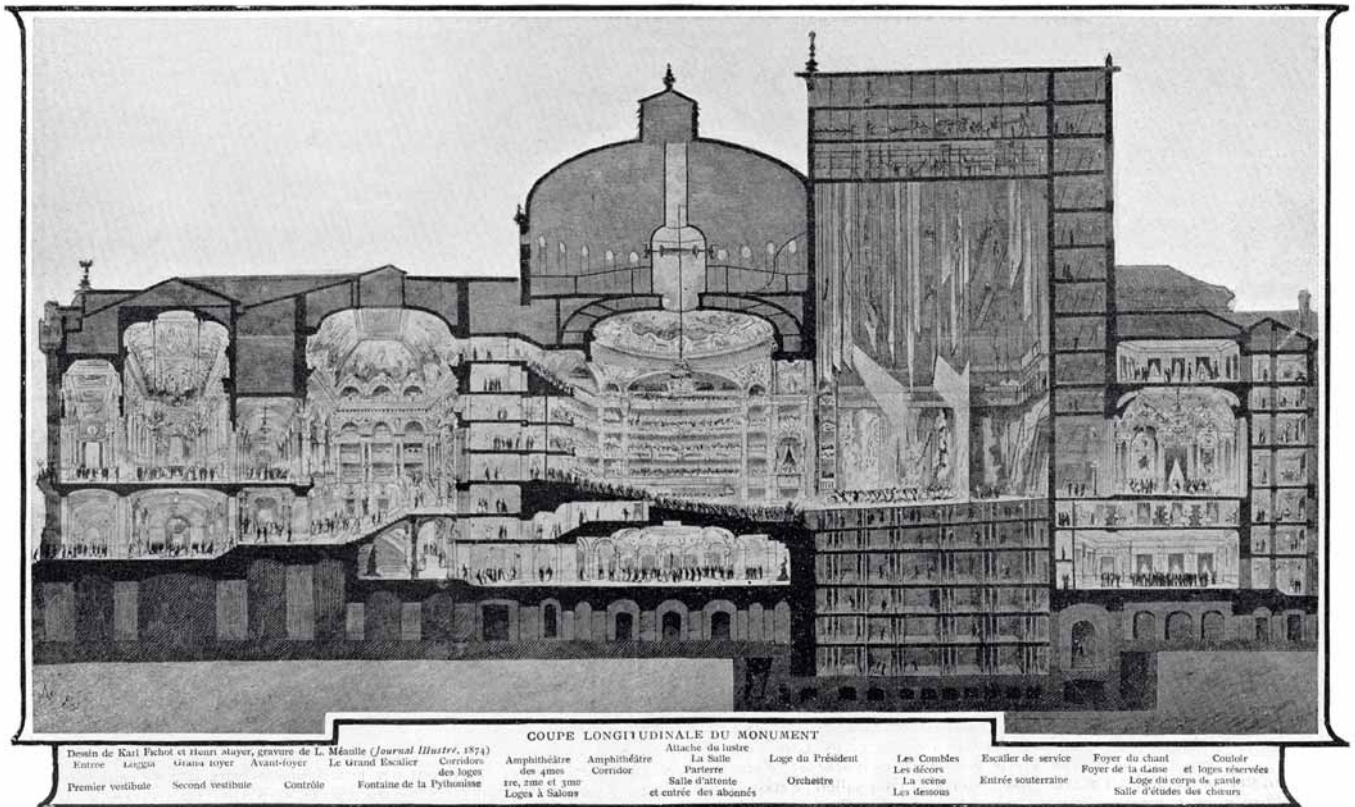 COUPE LONGITUDINALE DU MONUMENT
Dessin de Karl Fichot et Henri Mayer, gravure de L. Méaulle (Journal Illustré, 1874)
Attache du lustre
Entrée Loggia Grand foyer Avant-foyer Le Grand Escalier Corridors Amphithéâtre Amphithéâtre La Salle Loge du Président Les Combles Escalier de service Foyer du chant Couloir
des loges des 4mes Corridor Parterre Les décors Foyer de la danse et loges réservées
Premier vestibule Second vestibule Contrôle Fontaine de la Pythonisse 1re, 2me et 3me Salle d'attente Orchestre La scène Entrée souterraine Loge du corps de garde
Loges à Salons et entrée des abonnés Les dessous Salle d'études des chœurs